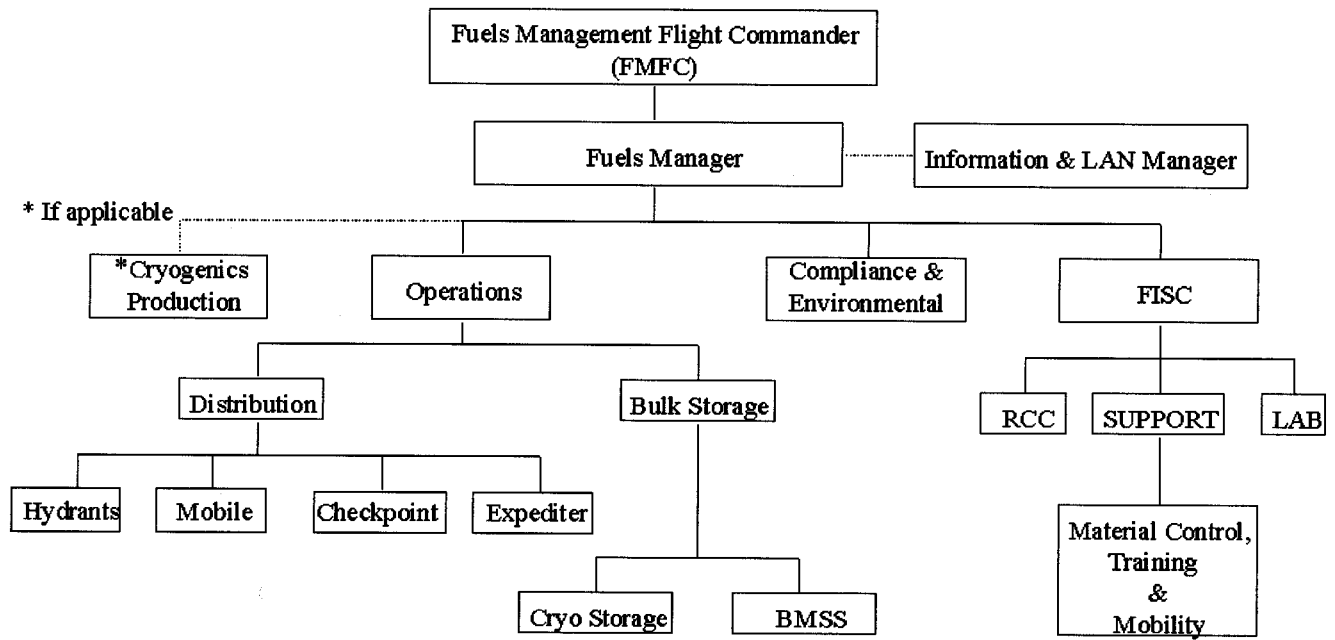 Fuels Management Flight Commander
(FMFC)
Fuels Manager
Information & LAN Manager
* If applicable
*Cryogenics
Production
Operations
Compliance &
Environmental
FISC
Distribution
Bulk Storage
RCC
SUPPORT
LAB
Hydrants
Mobile
Checkpoint
Expediter
Material Control,
Training
&
Mobility
Cryo Storage
BMSS